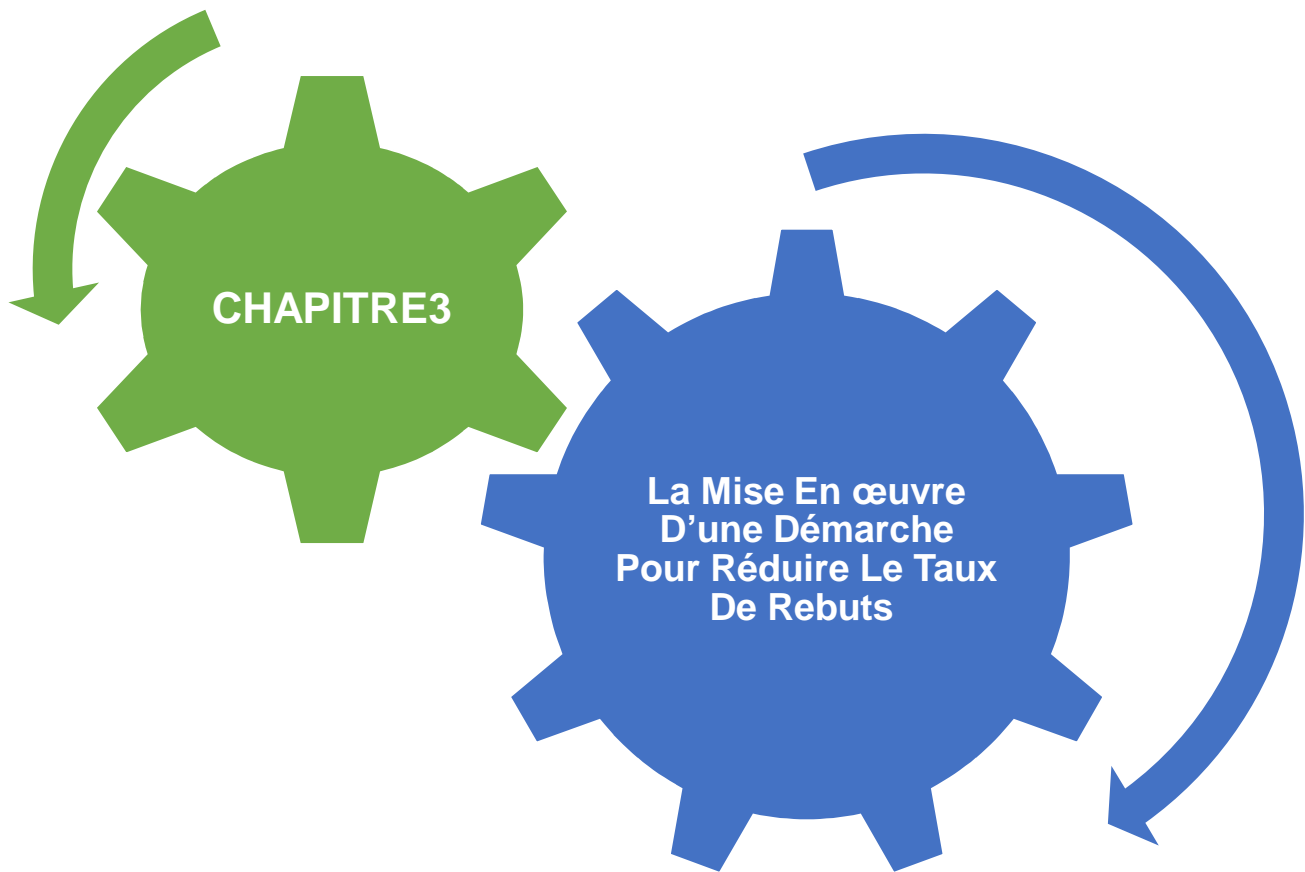 CHAPITRE3
La Mise En œuvre
D’une Démarche
Pour Réduire Le Taux
De Rebuts